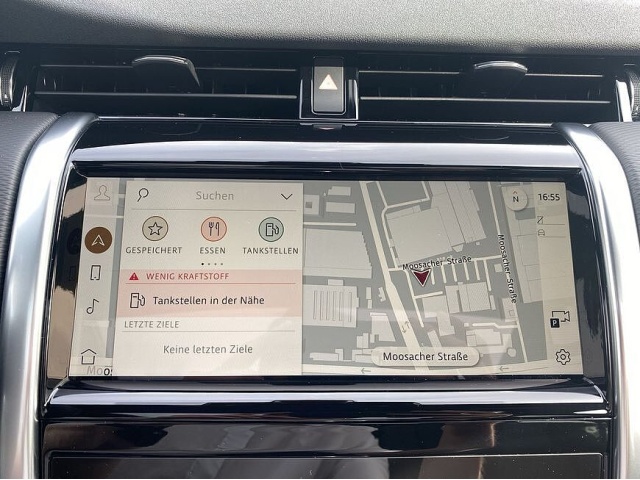 Suchen
GESPEICHERT
ESSEN
TANKSTELLEN
WENIG KRAFTSTOFF
Tankstellen in der Nähe
LETZTE ZIELE
Keine letzten Ziele
N
16:55
Moosacher Straße
Moosacher Straße
Moosacher Straße
P